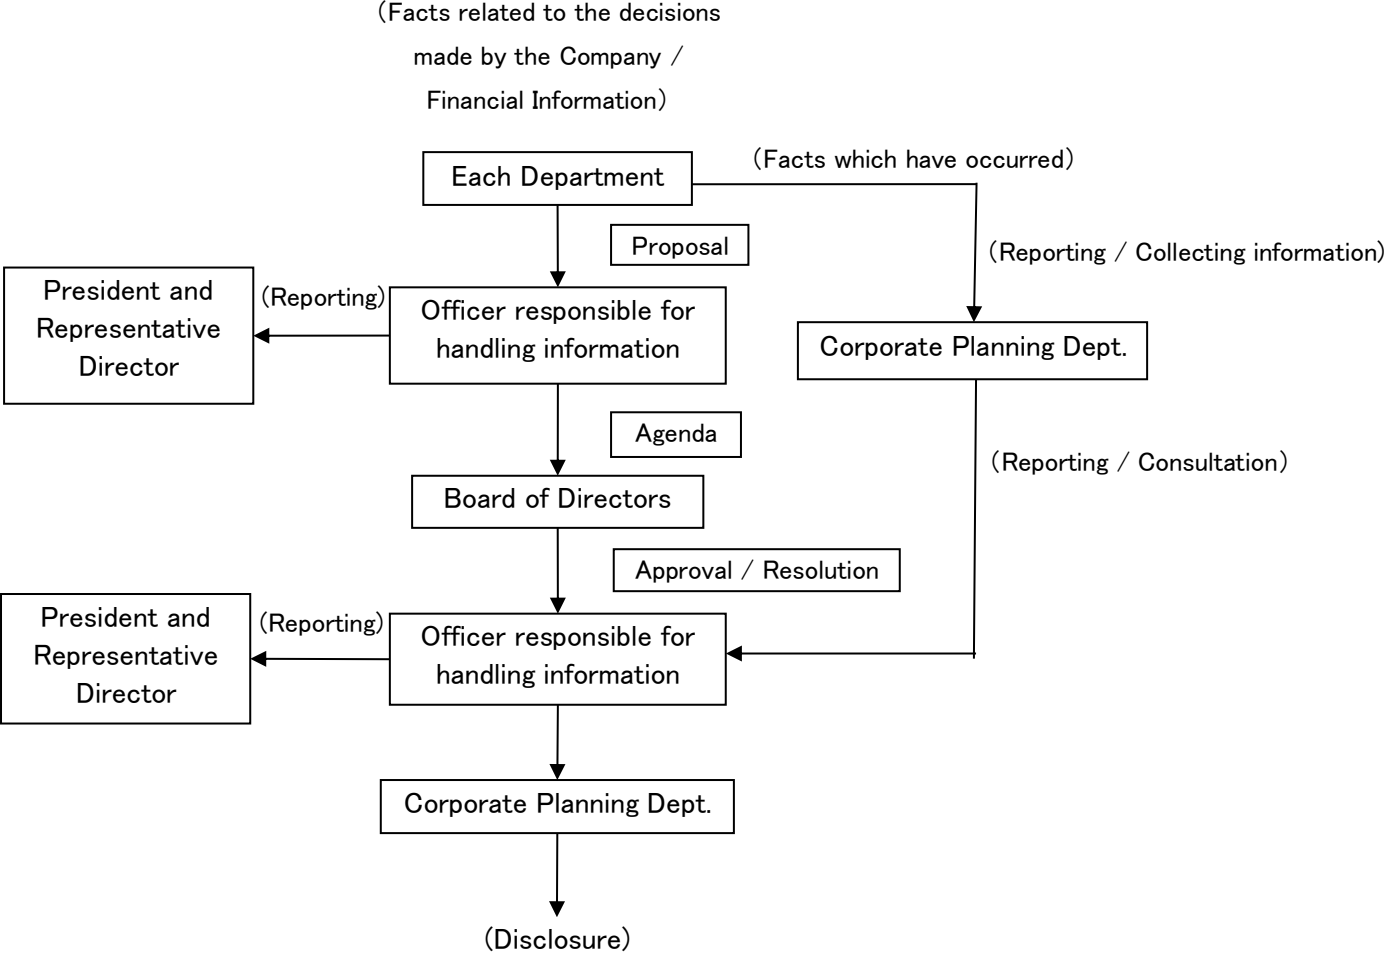 (Facts related to the decisions
made by the Company /
Financial Information)
Each Department
(Facts which have occurred)
Proposal
(Reporting / Collecting information)
President and
Representative
Director
(Reporting)
Officer responsible for
handling information
Corporate Planning Dept.
Agenda
(Reporting / Consultation)
Board of Directors
Approval / Resolution
President and
Representative
Director
(Reporting)
Officer responsible for
handling information
Corporate Planning Dept.
(Disclosure)